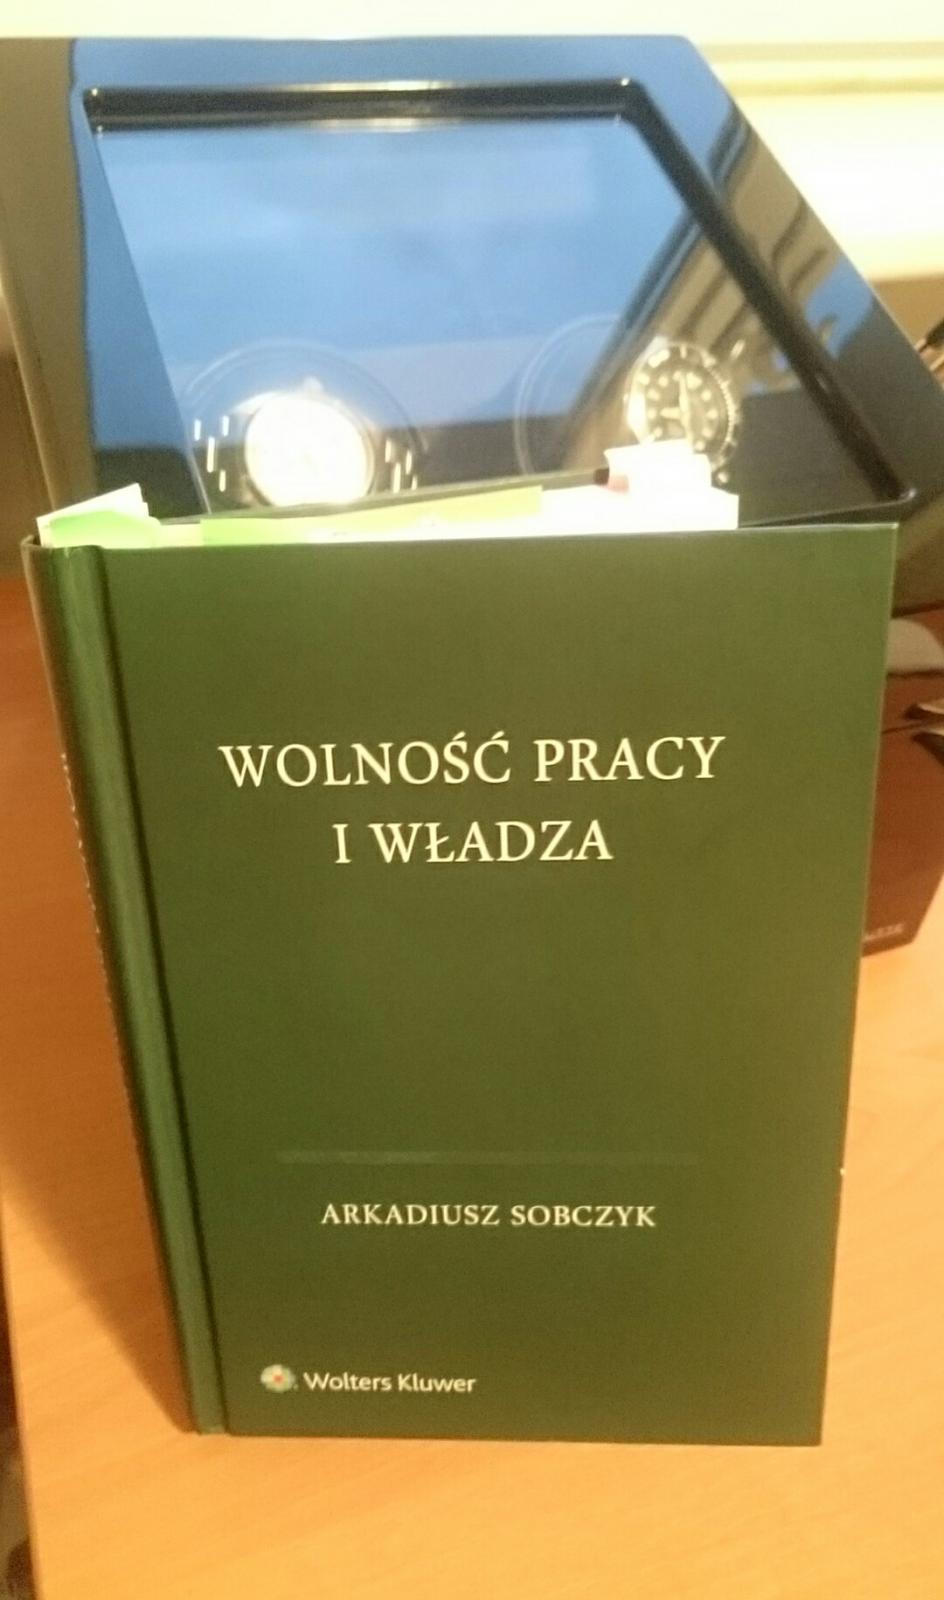 WOLNOŚĆ PRACY
I WŁADZA
ARKADIUSZ SOBCZYK
Wolters Kluwer